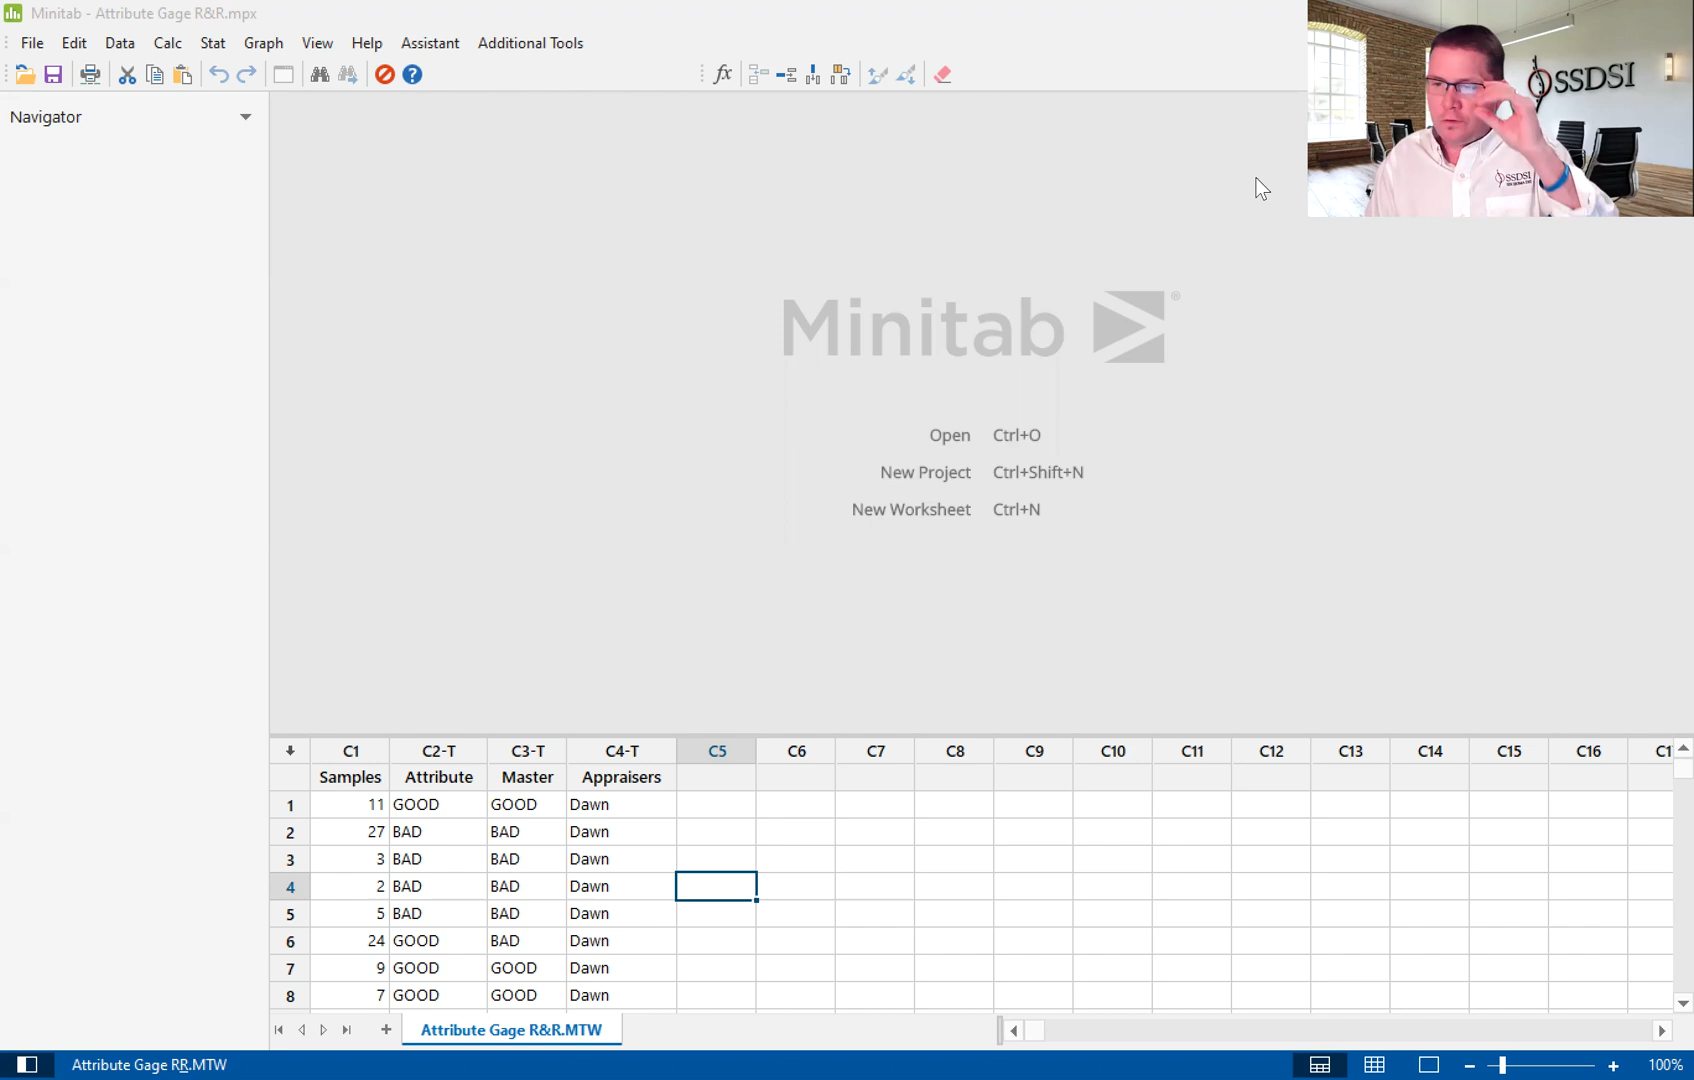 Minitab - Attribute Gage R&R.mpx
File Edit Data Calc Stat Graph View Help Assistant Additional Tools
fx
Navigator
SSDSI
SSDSI
Minitab
Open Ctrl+O
New Project Ctrl+Shift+N
New Worksheet Ctrl+N
C1 C2-T C3-T C4-T C5 C6 C7 C8 C9 C10 C11 C12 C13 C14 C15 C16
Samples Attribute Master Appraisers
1 11 GOOD GOOD Dawn
2 27 BAD BAD Dawn
3 3 BAD BAD Dawn
4 2 BAD BAD Dawn
5 5 BAD BAD Dawn
6 24 GOOD BAD Dawn
7 9 GOOD GOOD Dawn
8 7 GOOD GOOD Dawn
Attribute Gage R&R.MTW
Attribute Gage RR.MTW 100%